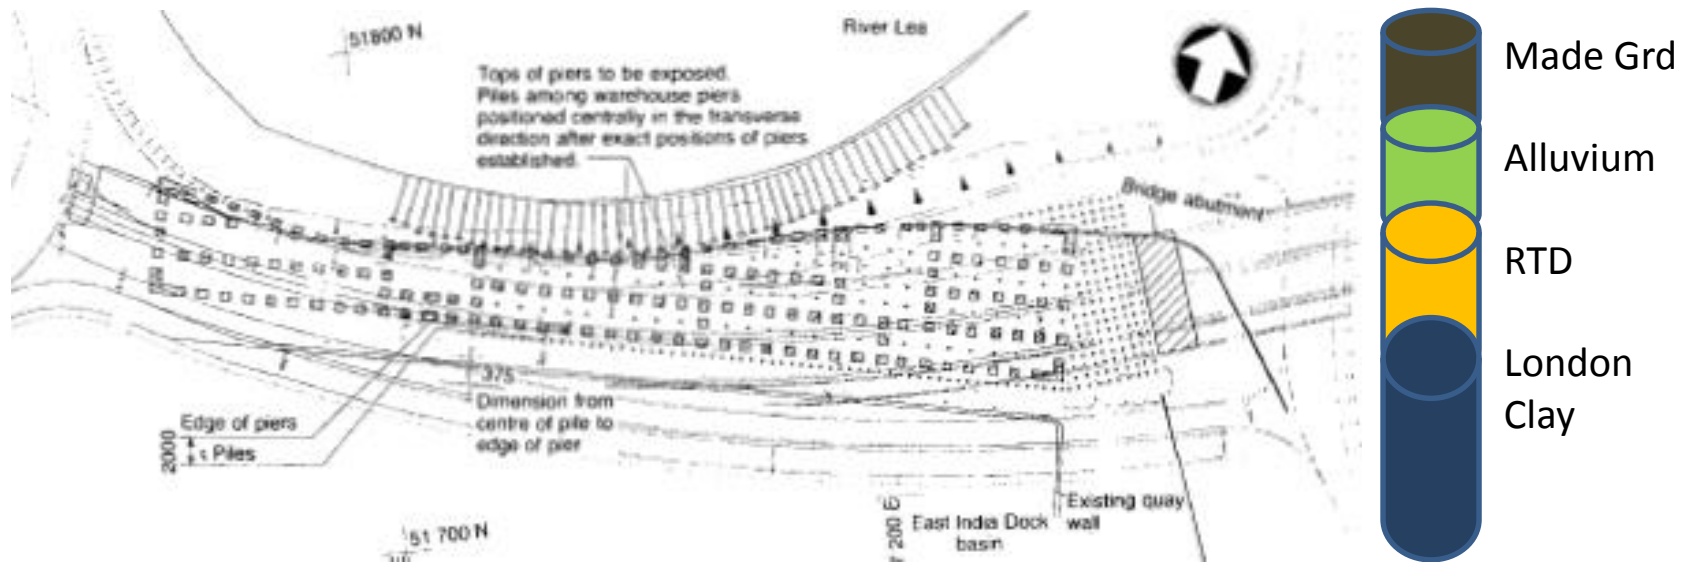 51800 N
River Lea
Tops of piers to be exposed.
Piles among warehouse piers
positioned centrally in the transverse
direction after exact positions of piers
established.
Bridge abutment
375
Dimension from
centre of pile to
edge of pier
Edge of piers
Piles
2000
51 700 N
200 E
East India Dock
basin
Existing quay
wall
Made Grd
Alluvium
RTD
London
Clay